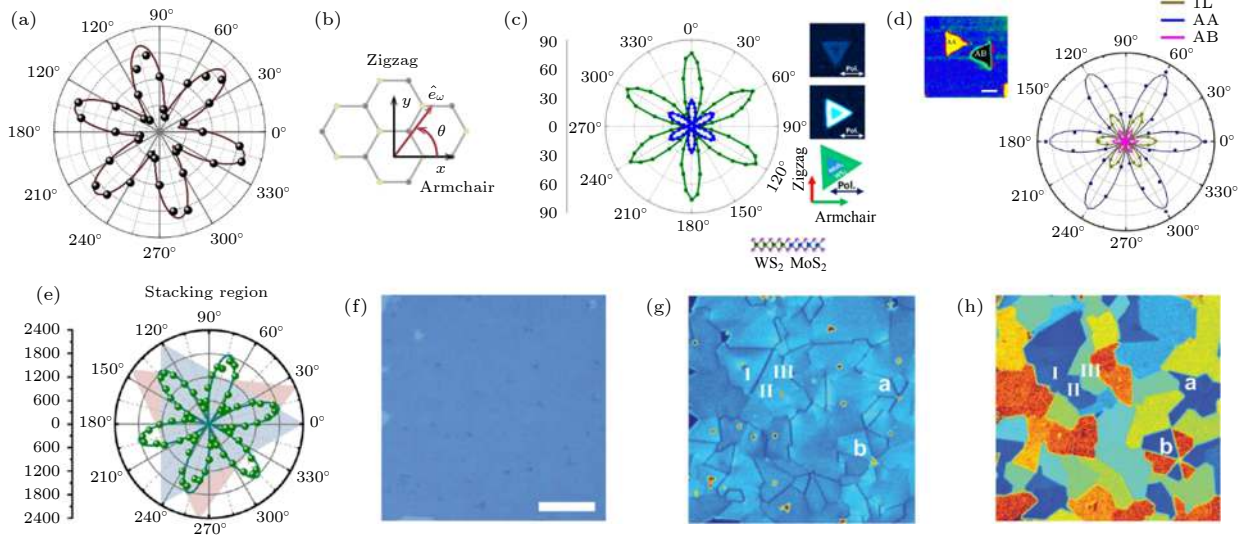 (a)
90°
120°
60°
120°
30°
180°
0°
210°
330°
240°
300°
270°
(b)
Zigzag
y
ê_ω
θ
x
Armchair
(c)
90
60
30
0
30
60
90
0°
330°
30°
300°
60°
270°
90°
240°
120°
210°
150°
180°
Pol.
Pol.
Pol.
Zigzag
Armchair
WS₂ MoS₂
(d)
AA
AB
1L
AA
AB
90°
120°
60°
150°
30°
180°
0°
210°
330°
240°
300°
270°
(e)
Stacking region
2400
1800
1200
600
0
600
1200
1800
2400
90°
120°
60°
150°
30°
180°
0°
210°
330°
240°
300°
270°
(f)
(g)
I
III
II
a
b
(h)
I
III
II
a
b